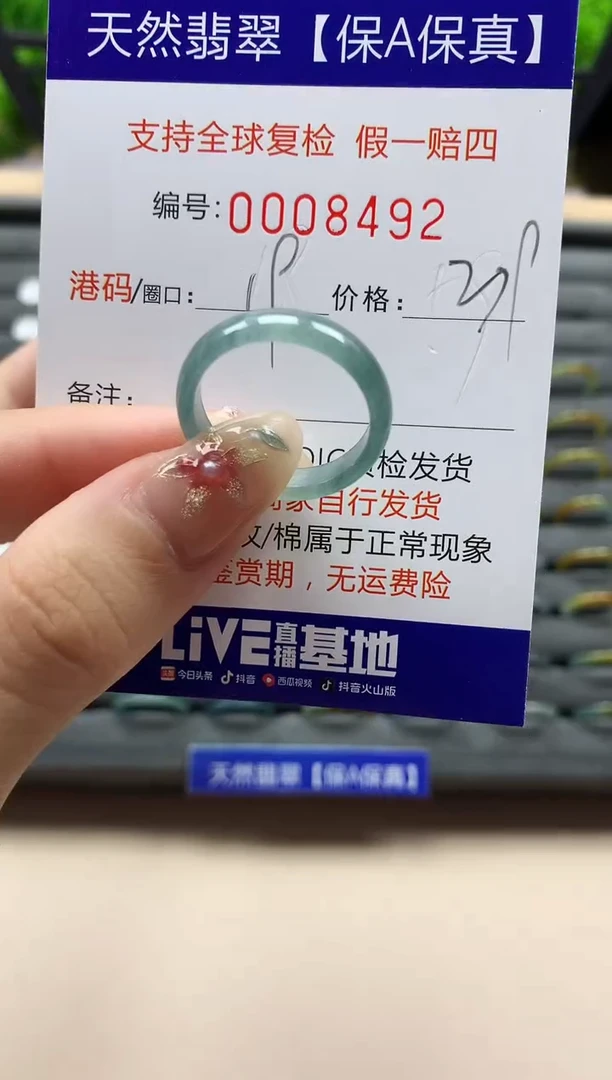 天然翡翠【保A保真】
支持全球复检 假一赔四
编号:0008492
港码/圈口: 价格:
备注:
检发货
自行发货
/棉属于正常现象
鉴赏期，无运费险
LiVE直播基地
今日头条 抖音 西瓜视频 抖音火山版
天然翡翠【保A保真】